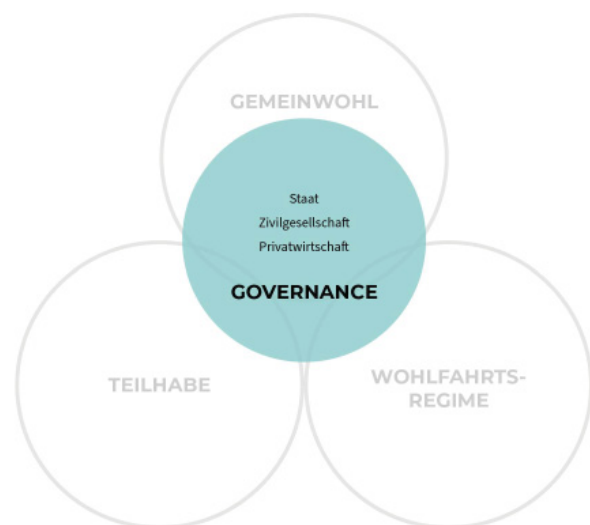 GEMEINWOHL
Staat
Zivilgesellschaft
Privatwirtschaft
GOVERNANCE
TEILHABE
WOHLFAHRTS-
REGIME